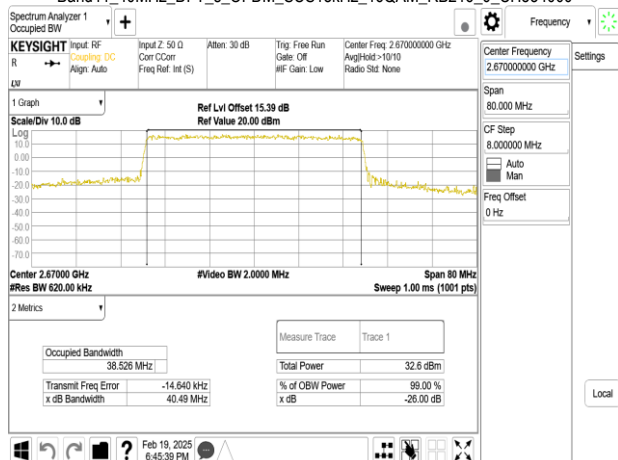 Spectrum Analyzer 1
Occupied BW
Frequency
KEYSIGHT
R
LXI
Input: RF
Coupling: DC
Align: Auto
Input Z: 50 Ω
Corr CCorr
Freq Ref: Int (S)
Atten: 30 dB
Trig: Free Run
Gate: Off
#IF Gain: Low
Center Freq: 2.670000000 GHz
Avg|Hold:>10/10
Radio Std: None
Center Frequency
2.670000000 GHz
Settings
Span
80.000 MHz
CF Step
8.000000 MHz
Auto
Man
Freq Offset
0 Hz
Local
1 Graph
Scale/Div 10.0 dB
Ref Lvl Offset 15.39 dB
Ref Value 20.00 dBm
Log
10.0
0.00
-10.0
-20.0
-30.0
-40.0
-50.0
-60.0
-70.0
Center 2.67000 GHz
#Video BW 2.0000 MHz
Span 80 MHz
#Res BW 620.00 kHz
Sweep 1.00 ms (1001 pts)
2 Metrics
Measure Trace Trace 1
Occupied Bandwidth
38.526 MHz
Total Power 32.6 dBm
Transmit Freq Error -14.640 kHz
% of OBW Power 99.00 %
x dB Bandwidth 40.49 MHz
x dB -26.00 dB
Feb 19, 2025
6:45:39 PM